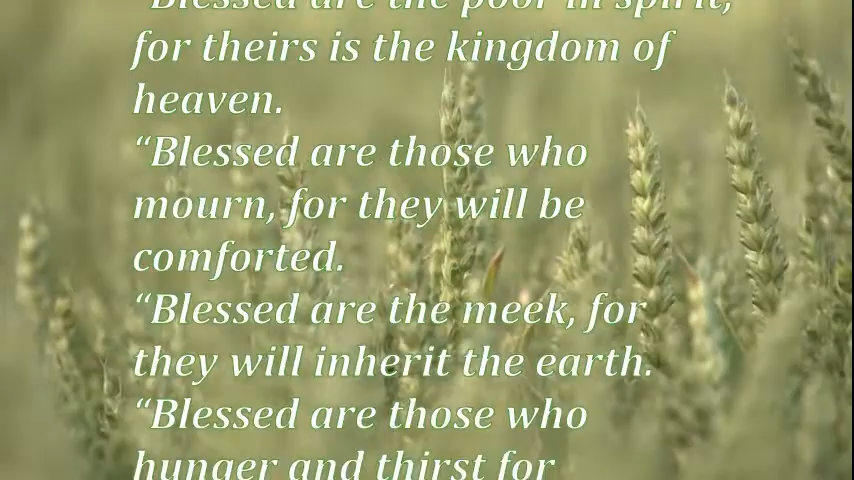 “Blessed are the poor in spirit,
for theirs is the kingdom of
heaven.
“Blessed are those who
mourn, for they will be
comforted.
“Blessed are the meek, for
they will inherit the earth.
“Blessed are those who
hunger and thirst for